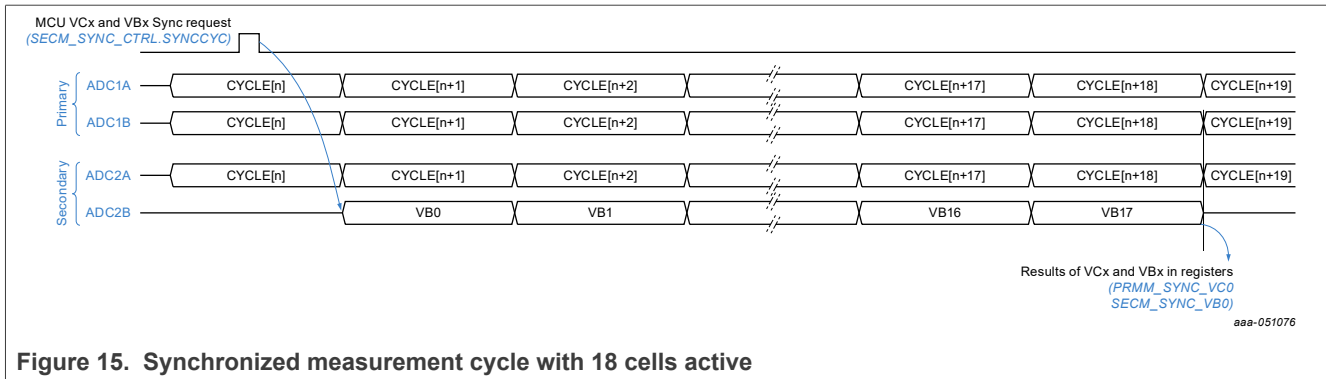 MCU VCx and VBx Sync request
(SECM_SYNC_CTRL.SYNCCYC)
Primary
ADC1A CYCLE[n] CYCLE[n+1] CYCLE[n+2] CYCLE[n+17] CYCLE[n+18] CYCLE[n+19]
ADC1B CYCLE[n] CYCLE[n+1] CYCLE[n+2] CYCLE[n+17] CYCLE[n+18] CYCLE[n+19]
Secondary
ADC2A CYCLE[n] CYCLE[n+1] CYCLE[n+2] CYCLE[n+17] CYCLE[n+18] CYCLE[n+19]
ADC2B VB0 VB1 VB16 VB17
Results of VCx and VBx in registers
(PRMM_SYNC_VC0
SECM_SYNC_VB0)
aaa-051076
Figure 15. Synchronized measurement cycle with 18 cells active